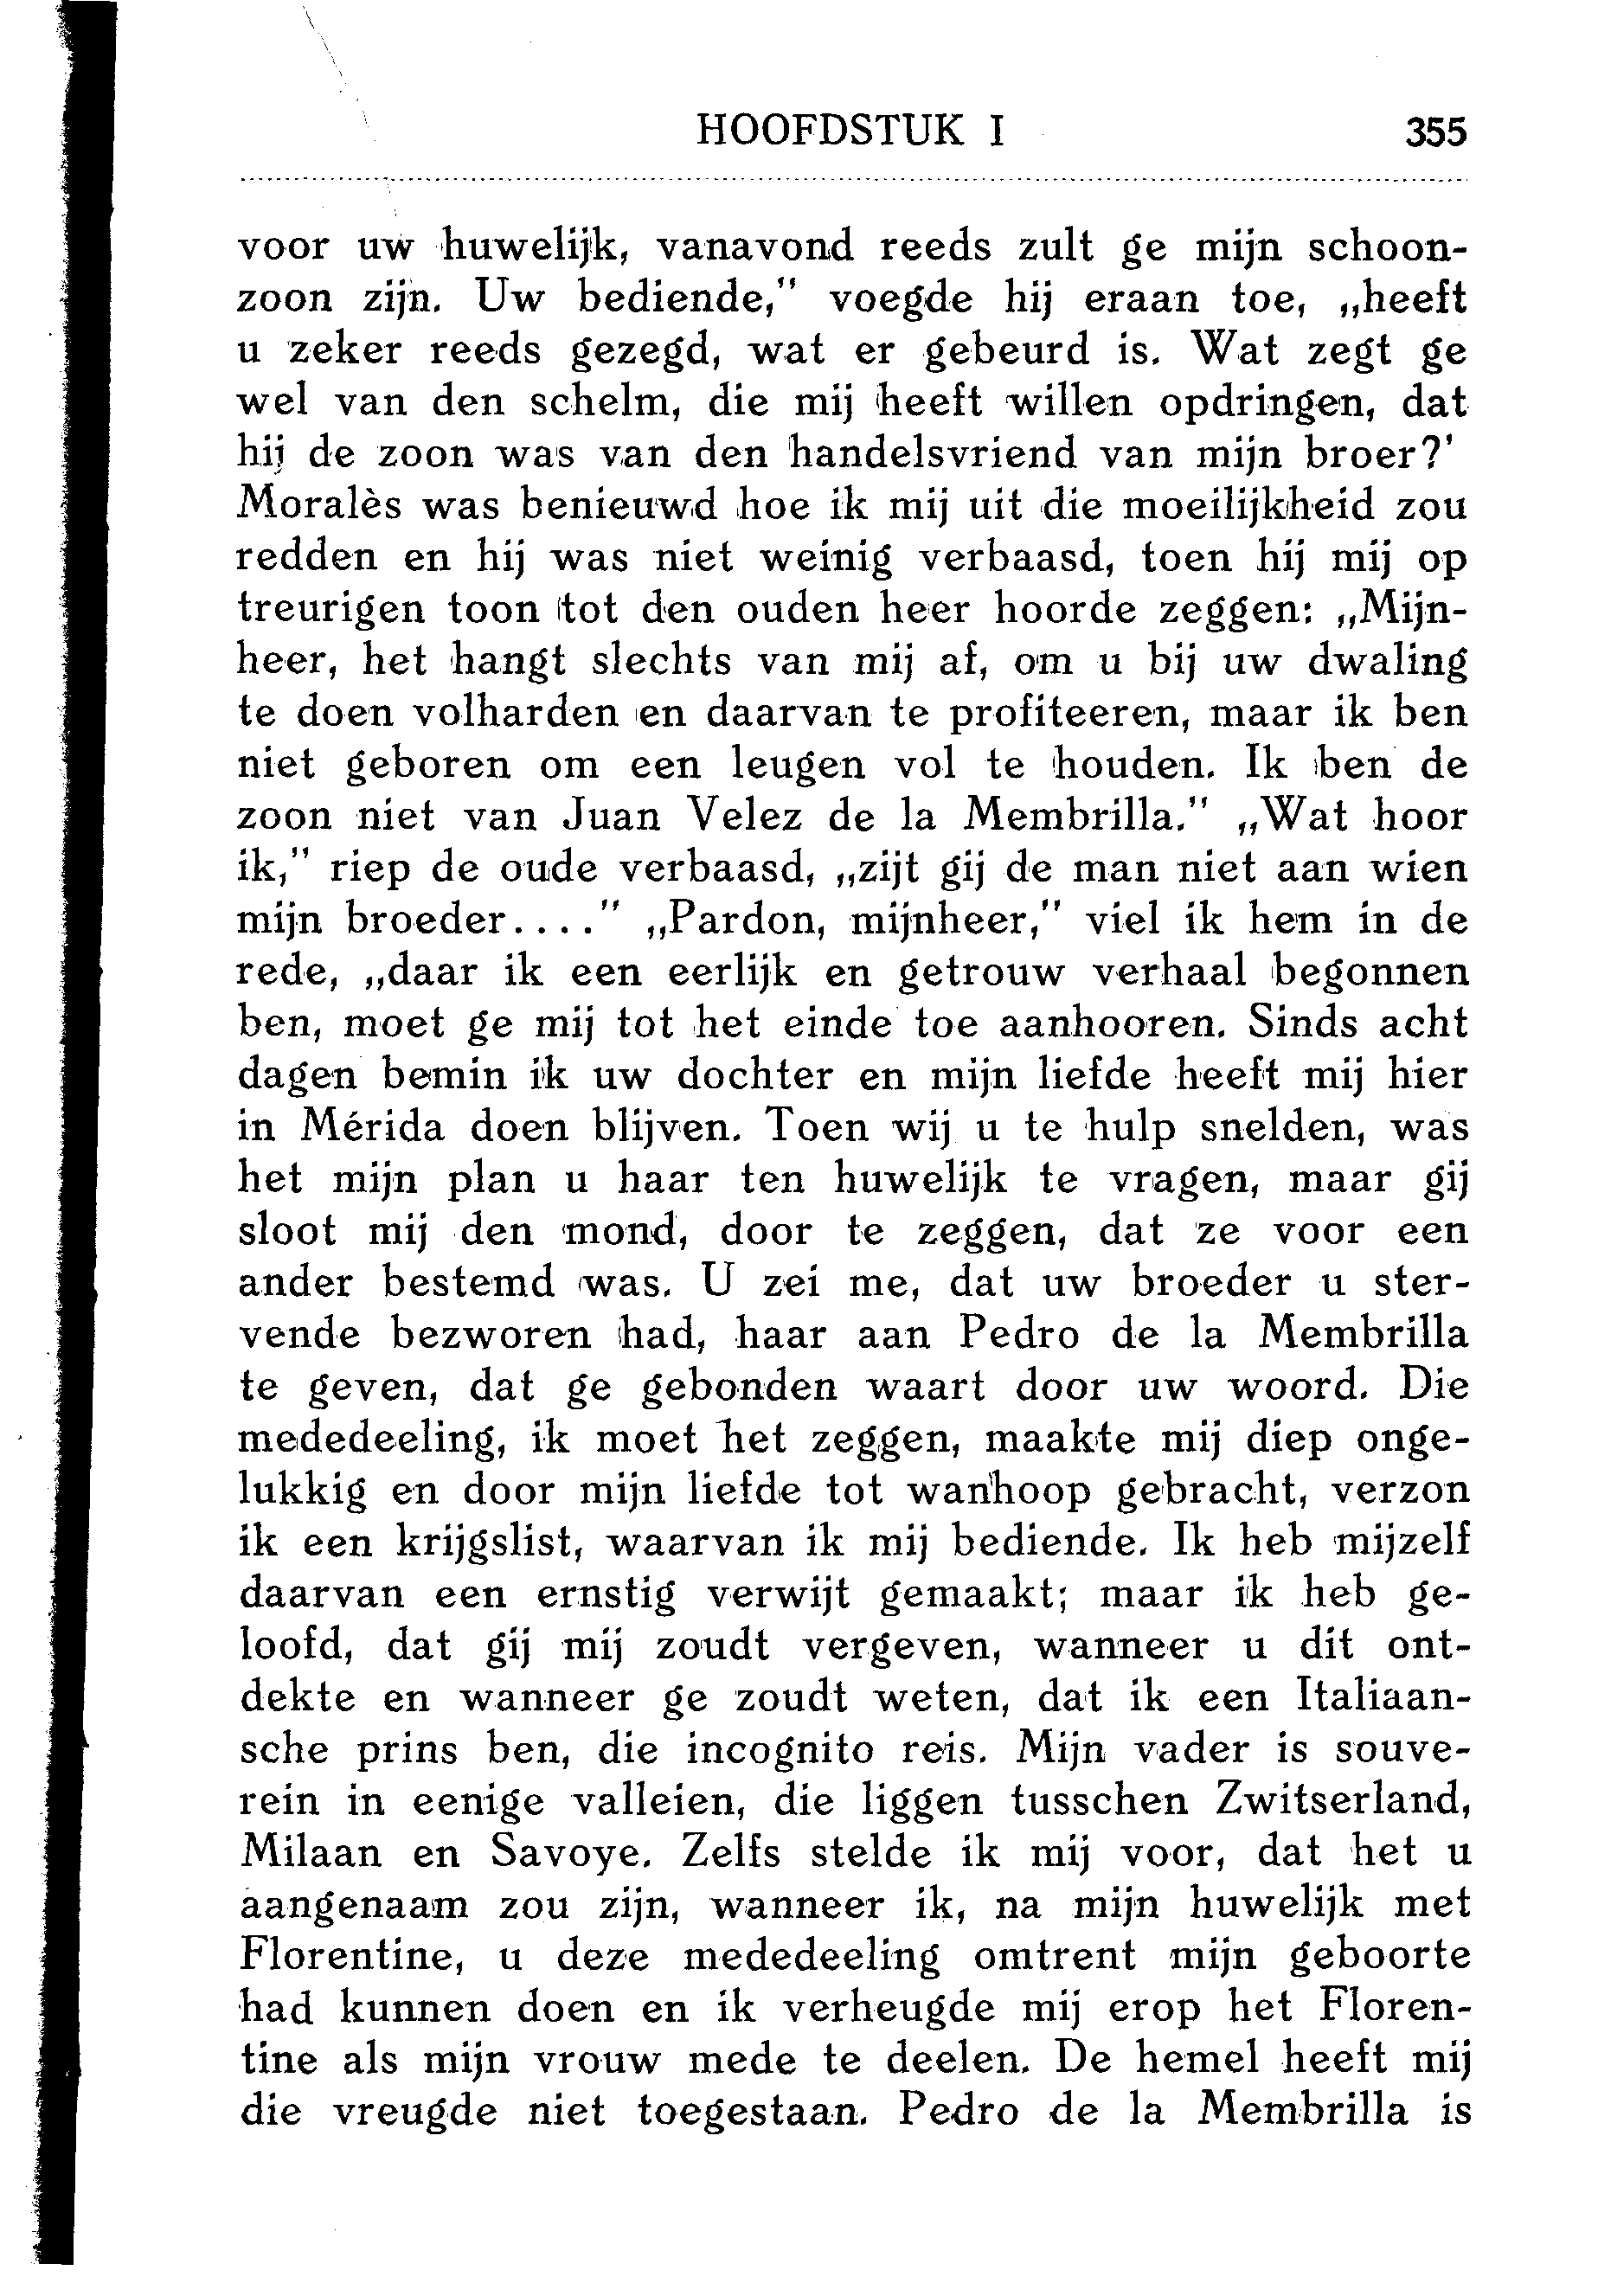 HOOFDSTUK I 355
voor uw huwelijk, vanavond reeds zult ge mijn schoon-
zoon zijn. Uw bediende,” voegde hij eraan toe, „heeft
u zeker reeds gezegd, wat er gebeurd is. Wat zegt ge
wel van den schelm, die mij heeft willen opdringen, dat
hij de zoon was van den handelsvriend van mijn broer?'
Moralès was benieuwd hoe ik mij uit die moeilijkheid zou
redden en hij was niet weinig verbaasd, toen hij mij op
treurigen toon tot den ouden heer hoorde zeggen: „Mijn-
heer, het hangt slechts van mij af, om u bij uw dwaling
te doen volharden en daarvan te profiteeren, maar ik ben
niet geboren om een leugen vol te houden. Ik ben de
zoon niet van Juan Velez de la Membrilla.” „Wat hoor
ik,” riep de oude verbaasd, „zijt gij de man niet aan wien
mijn broeder....” „Pardon, mijnheer,” viel ik hem in de
rede, „daar ik een eerlijk en getrouw verhaal begonnen
ben, moet ge mij tot het einde toe aanhooren. Sinds acht
dagen bemin ik uw dochter en mijn liefde heeft mij hier
in Mérida doen blijven. Toen wij u te hulp snelden, was
het mijn plan u haar ten huwelijk te vragen, maar gij
sloot mij den mond, door te zeggen, dat ze voor een
ander bestemd was. U zei me, dat uw broeder u ster-
vende bezworen had, haar aan Pedro de la Membrilla
te geven, dat ge gebonden waart door uw woord. Die
mededeeling, ik moet het zeggen, maakte mij diep onge-
lukkig en door mijn liefde tot wanhoop gebracht, verzon
ik een krijgslist, waarvan ik mij bediende. Ik heb mijzelf
daarvan een ernstig verwijt gemaakt; maar ik heb ge-
loofd, dat gij mij zoudt vergeven, wanneer u dit ont-
dekte en wanneer ge zoudt weten, dat ik een Italiaan-
sche prins ben, die incognito reis. Mijn vader is souve-
rein in eenige valleien, die liggen tusschen Zwitserland,
Milaan en Savoye. Zelfs stelde ik mij voor, dat het u
aangenaam zou zijn, wanneer ik, na mijn huwelijk met
Florentine, u deze mededeeling omtrent mijn geboorte
had kunnen doen en ik verheugde mij erop het Floren-
tine als mijn vrouw mede te deelen. De hemel heeft mij
die vreugde niet toegestaan. Pedro de la Membrilla is